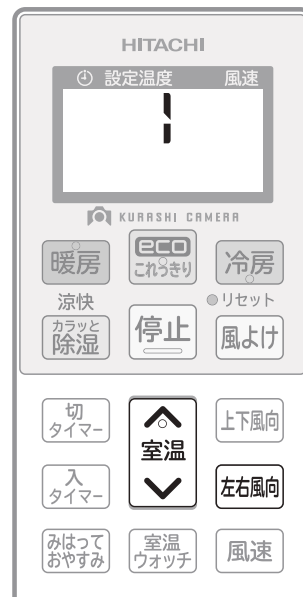 HITACHI
設定温度 風速
1
KURASHI CAMERA
暖房 eco これっきり 冷房
涼快 リセット
カラッと 除湿 停止 風よけ
切 タイマー 室温 上下風向
入 タイマー 左右風向
みはって おやすみ 室温 ウォッチ 風速